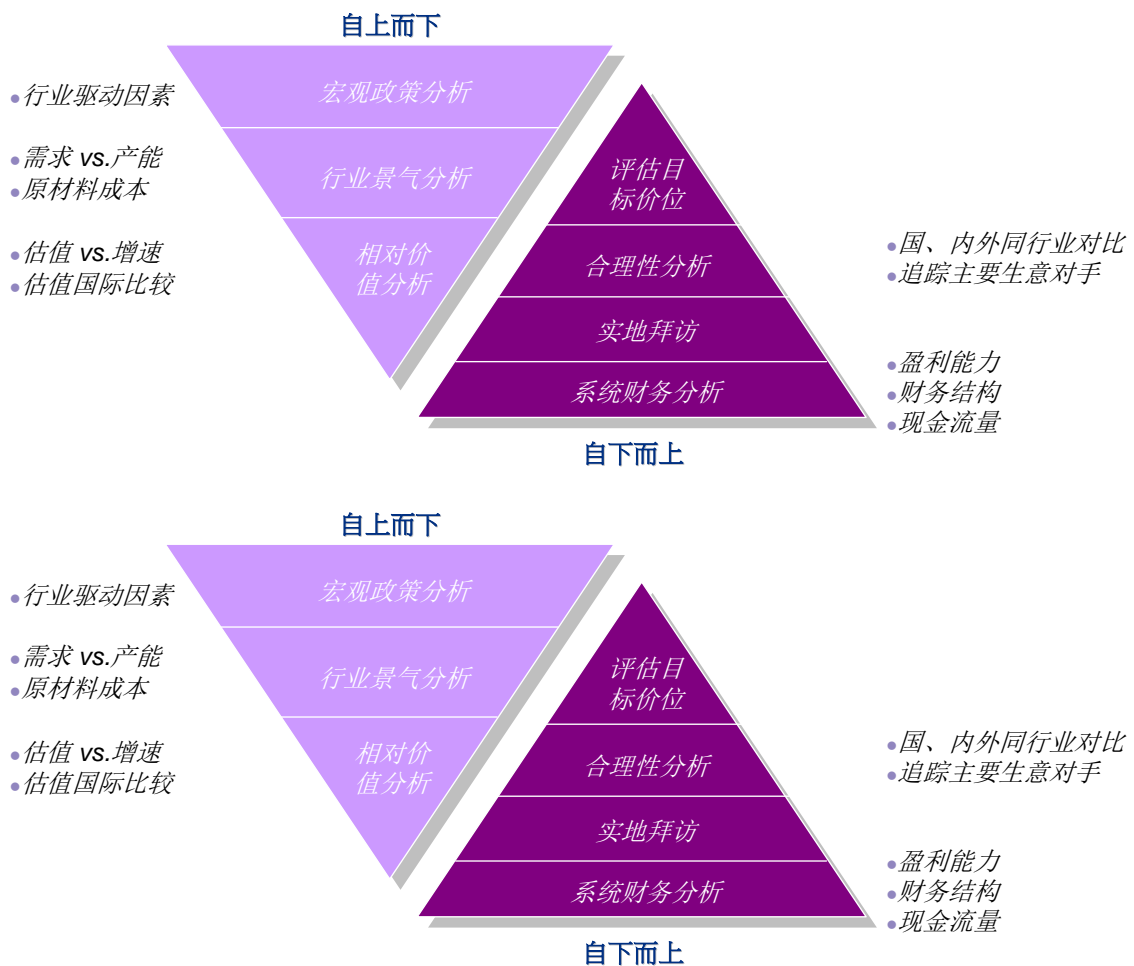 自上而下
宏观政策分析
•行业驱动因素
•需求 vs.产能
•原材料成本
行业景气分析
评估目
标价位
•估值 vs.增速
•估值国际比较
相对价
值分析
合理性分析
•国、内外同行业对比
•追踪主要生意对手
实地拜访
系统财务分析
•盈利能力
•财务结构
•现金流量
自下而上
自上而下
宏观政策分析
•行业驱动因素
•需求 vs.产能
•原材料成本
行业景气分析
评估目
标价位
•估值 vs.增速
•估值国际比较
相对价
值分析
合理性分析
•国、内外同行业对比
•追踪主要生意对手
实地拜访
系统财务分析
•盈利能力
•财务结构
•现金流量
自下而上